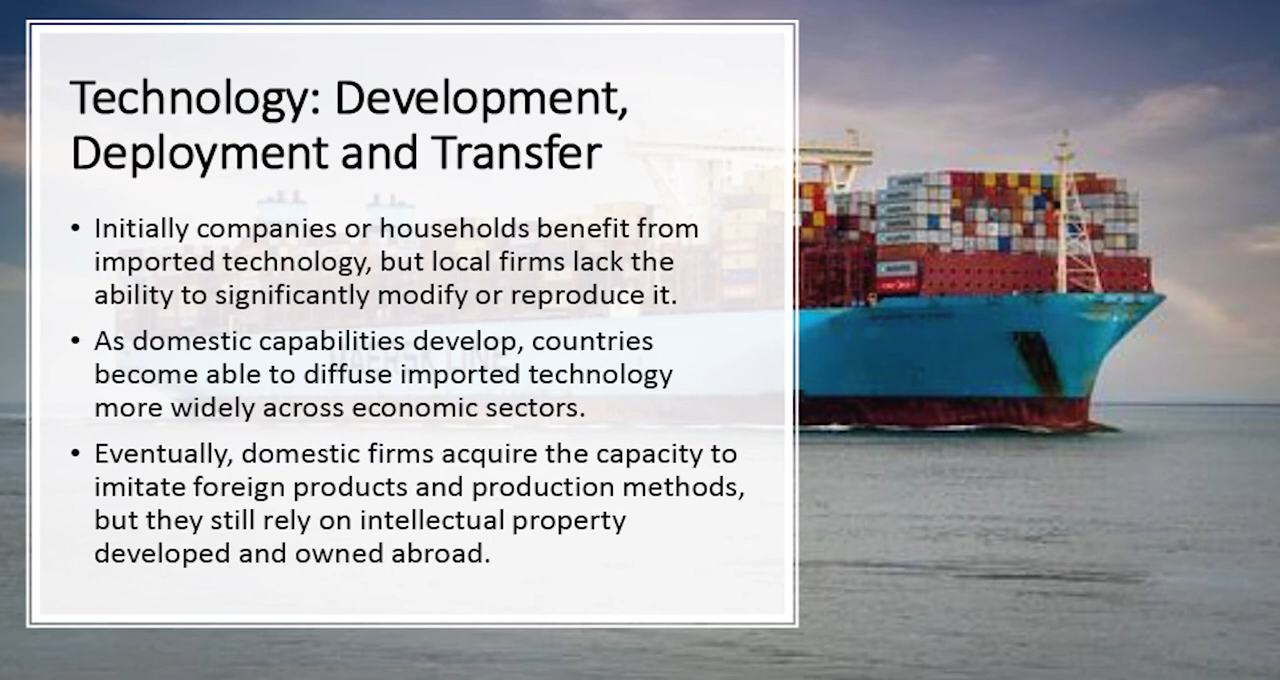 Technology: Development,
Deployment and Transfer
• Initially companies or households benefit from
imported technology, but local firms lack the
ability to significantly modify or reproduce it.
• As domestic capabilities develop, countries
become able to diffuse imported technology
more widely across economic sectors.
• Eventually, domestic firms acquire the capacity to
imitate foreign products and production methods,
but they still rely on intellectual property
developed and owned abroad.
MAERSK LINE